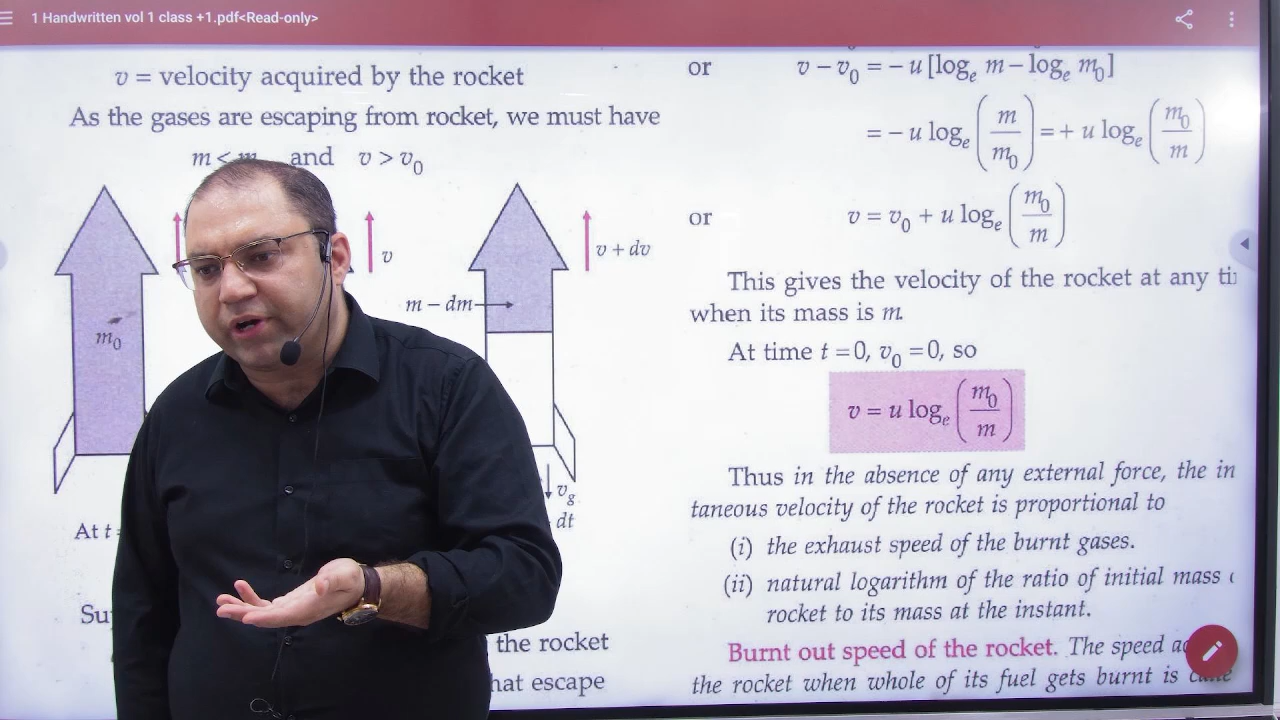 1 Handwritten vol 1 class +1.pdf<Read-only>
v = velocity acquired by the rocket
As the gases are escaping from rocket, we must have
m < and v > v₀
m₀
v
m − dm
v + dv
v_g
dt
At t
the rocket
that escape
or v − v₀ = − u [logₑ m − logₑ m₀]
= − u logₑ (m/m₀) = + u logₑ (m₀/m)
or v = v₀ + u logₑ (m₀/m)
This gives the velocity of the rocket at any
when its mass is m.
At time t = 0, v₀ = 0, so
v = u logₑ (m₀/m)
Thus in the absence of any external force, the in
taneous velocity of the rocket is proportional to
(i) the exhaust speed of the burnt gases.
(ii) natural logarithm of the ratio of initial mass
rocket to its mass at the instant.
Burnt out speed of the rocket. The speed
the rocket when whole of its fuel gets burnt is